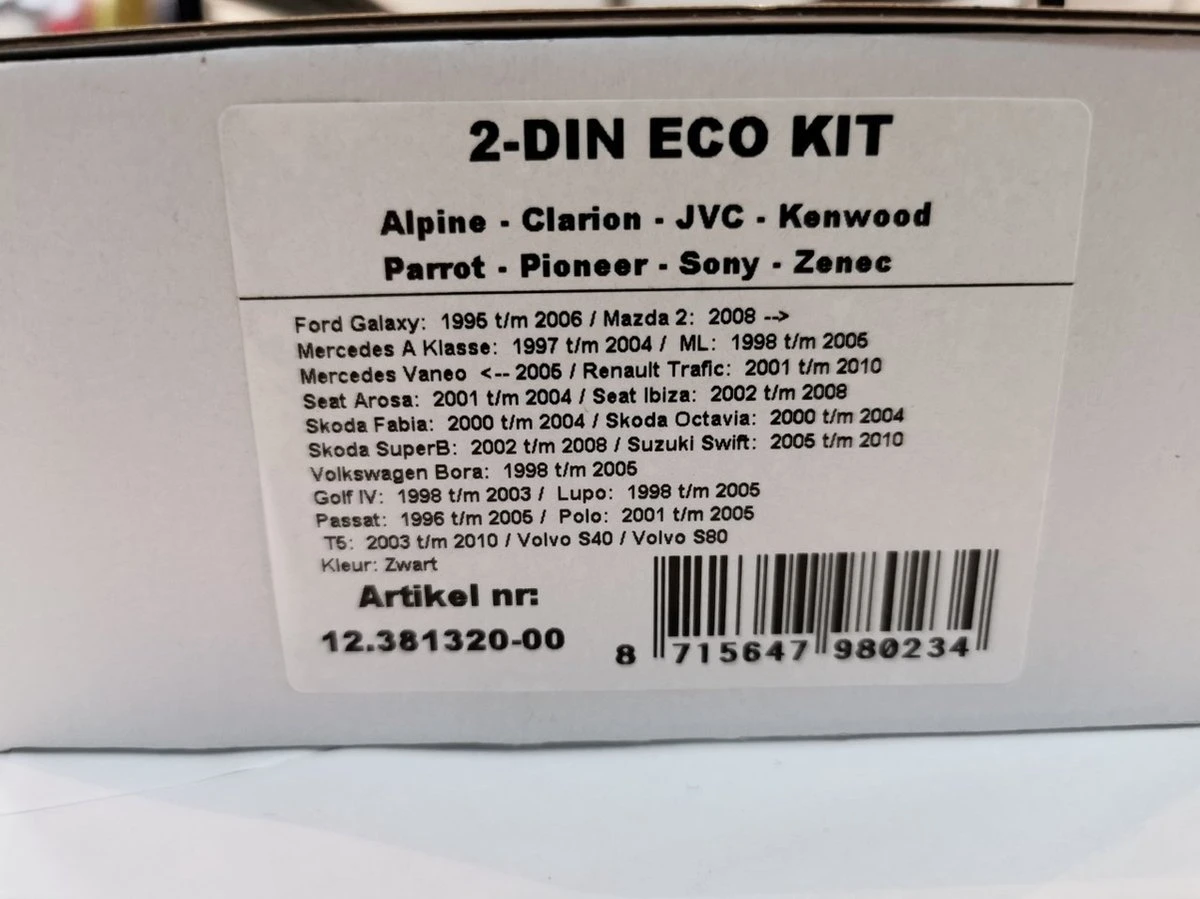 2-DIN ECO KIT
Alpine - Clarion - JVC - Kenwood
Parrot - Pioneer - Sony - Zenec
Ford Galaxy: 1995 t/m 2006 / Mazda 2: 2008 -->
Mercedes A Klasse: 1997 t/m 2004 / ML: 1998 t/m 2005
Mercedes Vaneo <-- 2005 / Renault Trafic: 2001 t/m 2010
Seat Arosa: 2001 t/m 2004 / Seat Ibiza: 2002 t/m 2008
Skoda Fabia: 2000 t/m 2004 / Skoda Octavia: 2000 t/m 2004
Skoda SuperB: 2002 t/m 2008 / Suzuki Swift: 2005 t/m 2010
Volkswagen Bora: 1998 t/m 2005
Golf IV: 1998 t/m 2003 / Lupo: 1998 t/m 2005
Passat: 1996 t/m 2005 / Polo: 2001 t/m 2005
T5: 2003 t/m 2010 / Volvo S40 / Volvo S80
Kleur: Zwart
Artikel nr:
12.381320-00
8 715647 980234